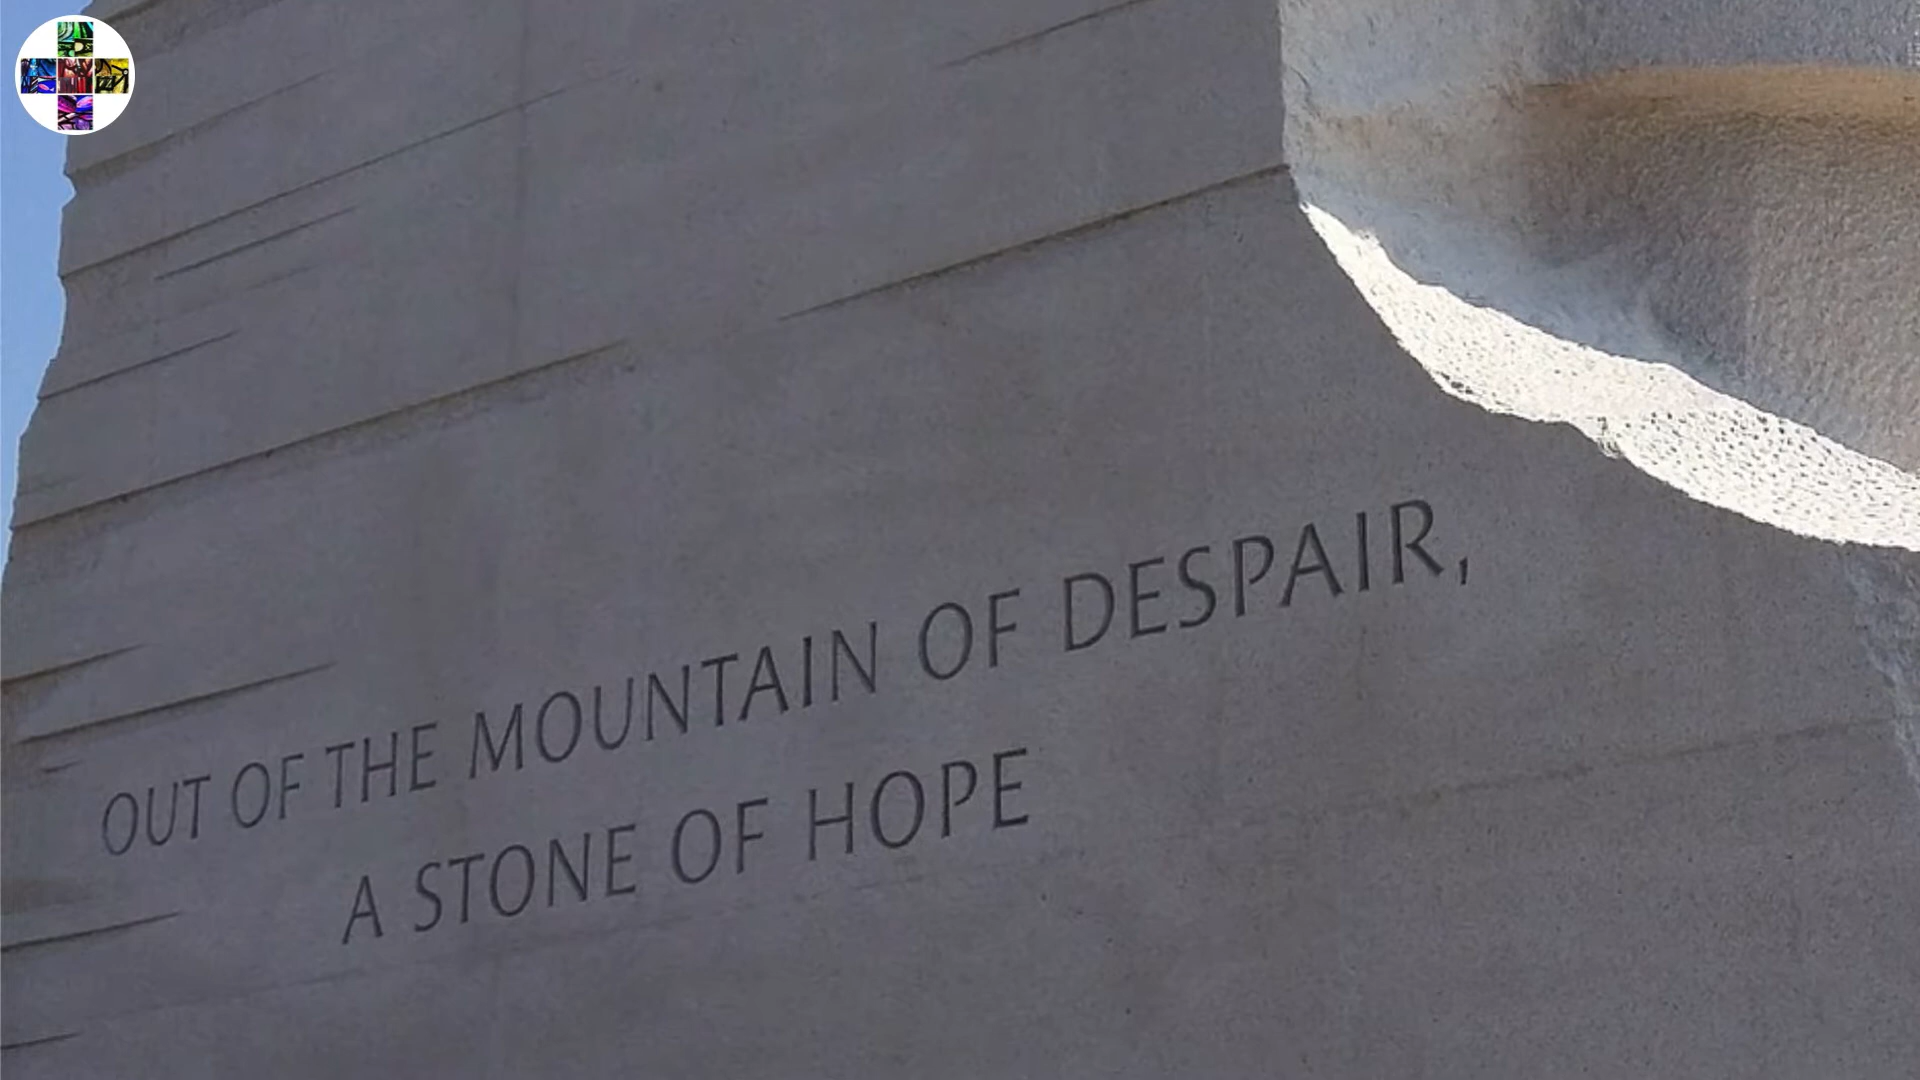 OUT OF THE MOUNTAIN OF DESPAIR,
A STONE OF HOPE